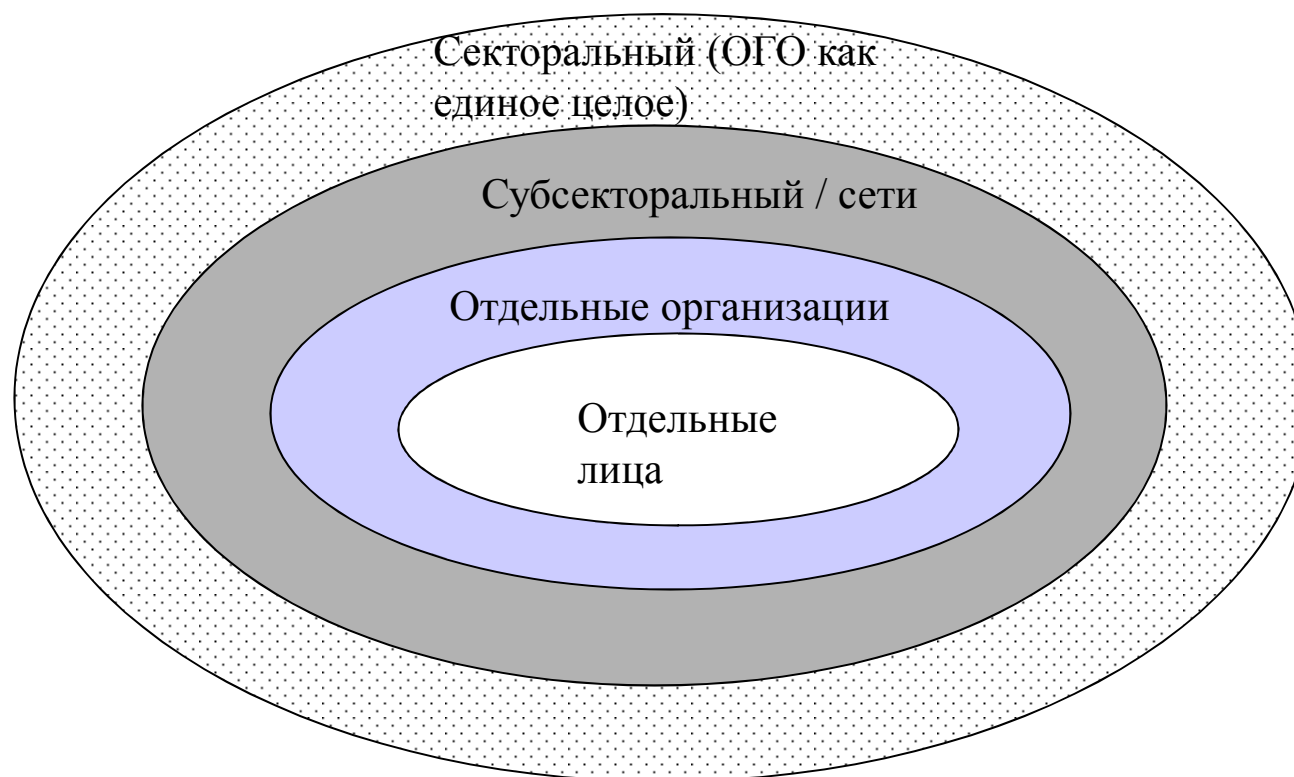 Секторальный (ОГО как
единое целое)
Субсекторальный / сети
Отдельные организации
Отдельные
лица